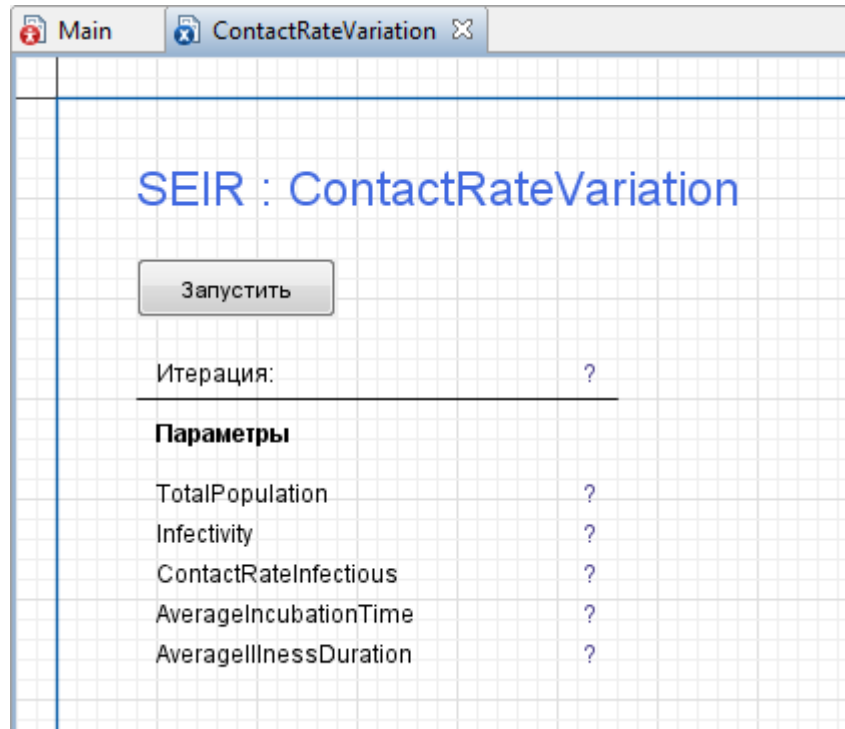 Main
ContactRateVariation
SEIR : ContactRateVariation
Запустить
Итерация: ?
Параметры
TotalPopulation ?
Infectivity ?
ContactRateInfectious ?
AverageIncubationTime ?
AverageIllnessDuration ?